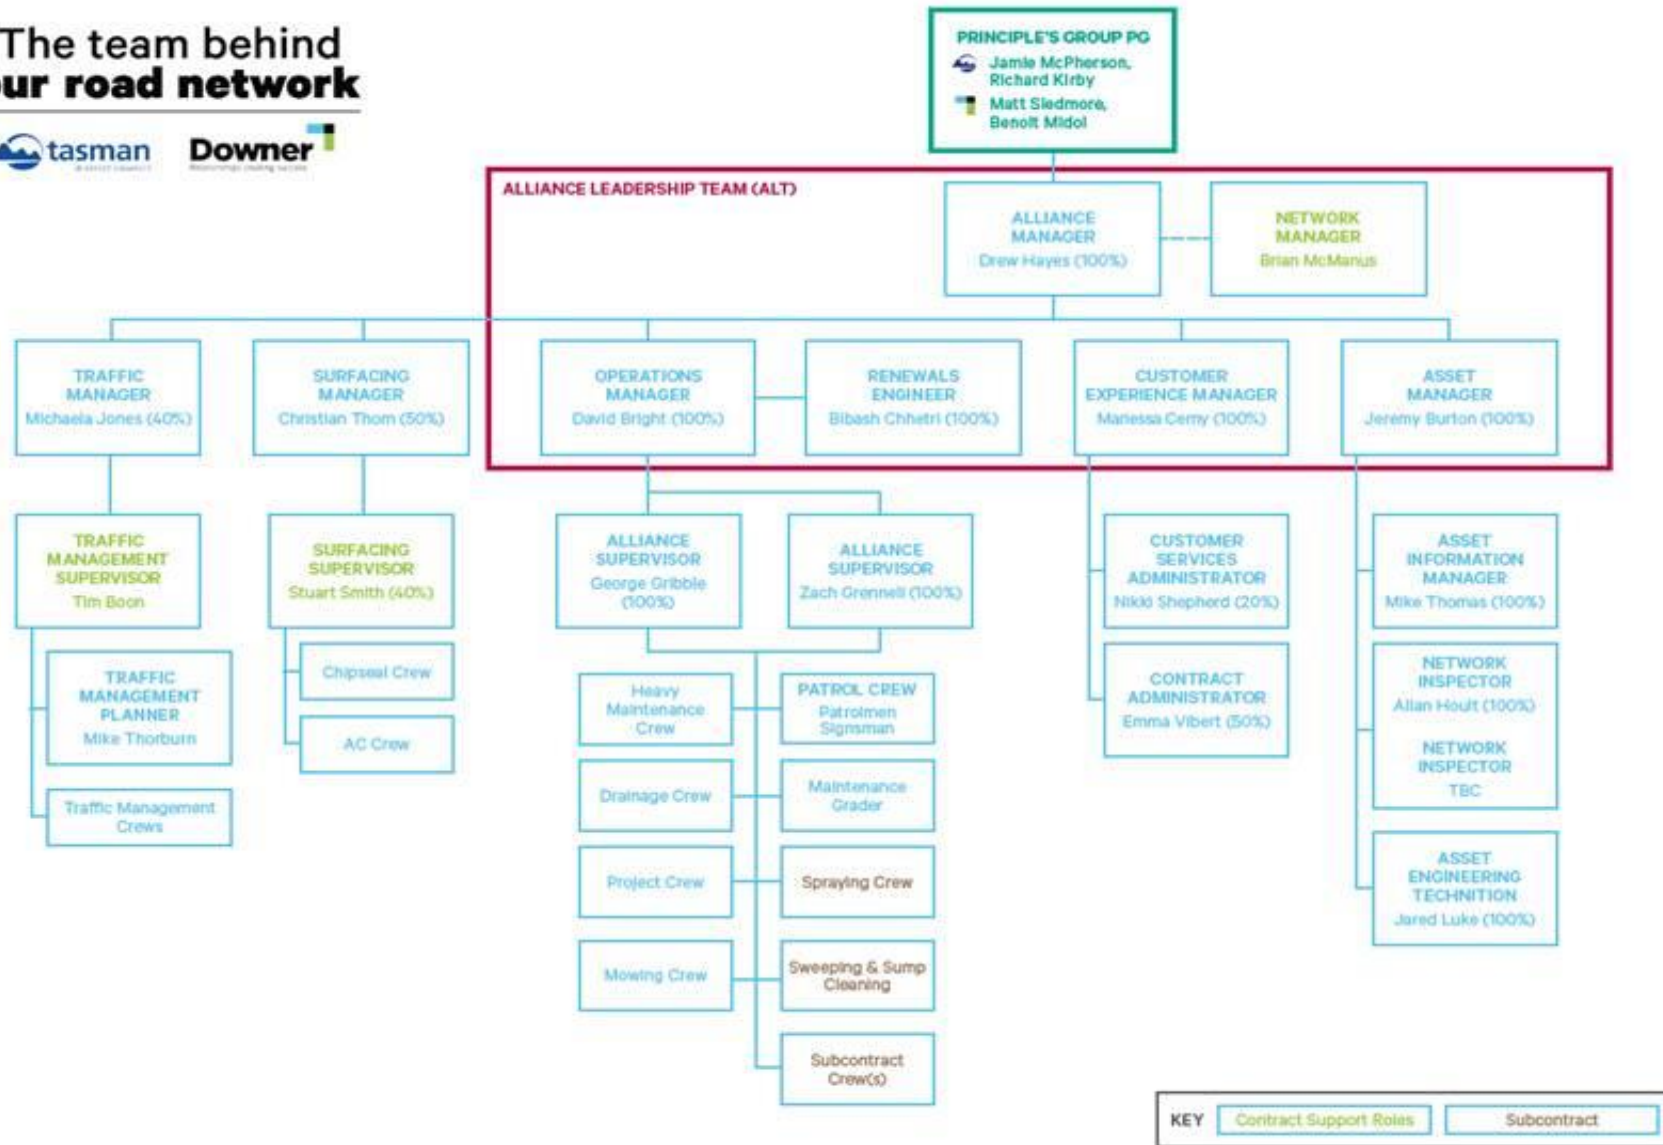 The team behind
ur road network
tasman
Downer
PRINCIPLE'S GROUP PG
Jamie McPherson,
Richard Kirby
Matt Sledmore,
Benoit Midol
ALLIANCE LEADERSHIP TEAM (ALT)
ALLIANCE
MANAGER
Drew Hayes (100%)
NETWORK
MANAGER
Brian McManus
TRAFFIC
MANAGER
Michaela Jones (40%)
SURFACING
MANAGER
Christian Thom (50%)
OPERATIONS
MANAGER
David Bright (100%)
RENEWALS
ENGINEER
Bibash Chhetri (100%)
CUSTOMER
EXPERIENCE MANAGER
Manessa Cerny (100%)
ASSET
MANAGER
Jeremy Burton (100%)
TRAFFIC
MANAGEMENT
SUPERVISOR
Tim Boon
SURFACING
SUPERVISOR
Stuart Smith (40%)
ALLIANCE
SUPERVISOR
George Gribble
(100%)
ALLIANCE
SUPERVISOR
Zach Grennell (100%)
CUSTOMER
SERVICES
ADMINISTRATOR
Nikki Shepherd (20%)
ASSET
INFORMATION
MANAGER
Mike Thomas (100%)
TRAFFIC
MANAGEMENT
PLANNER
Mike Thorburn
Traffic Management
Crews
Chipseal Crew
AC Crew
Heavy
Maintenance
Crew
PATROL CREW
Patrolmen
Signsman
Drainage Crew
Maintenance
Grader
Project Crew
Spraying Crew
Mowing Crew
Sweeping & Sump
Cleaning
Subcontract
Crew(s)
CONTRACT
ADMINISTRATOR
Emma Vibert (50%)
NETWORK
INSPECTOR
Allan Hoult (100%)
NETWORK
INSPECTOR
TBC
ASSET
ENGINEERING
TECHNITION
Jared Luke (100%)
KEY
Contract Support Roles
Subcontract